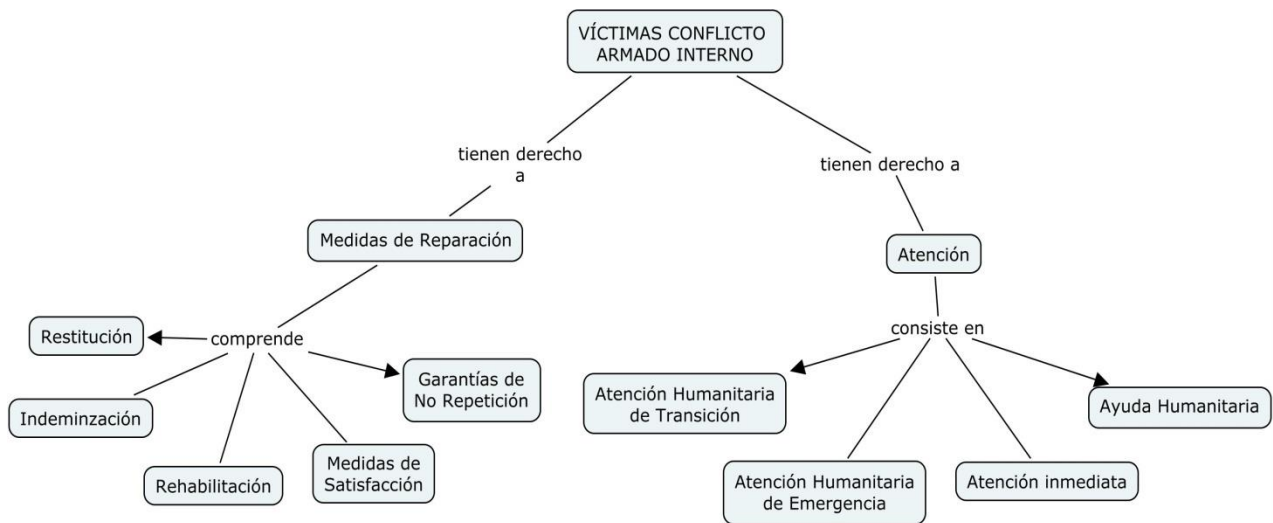 VÍCTIMAS CONFLICTO
ARMADO INTERNO
tienen derecho
a
tienen derecho a
Medidas de Reparación
Atención
comprende
consiste en
Restitución
Indeminzación
Rehabilitación
Medidas de
Satisfacción
Garantías de
No Repetición
Atención Humanitaria
de Transición
Atención Humanitaria
de Emergencia
Atención inmediata
Ayuda Humanitaria